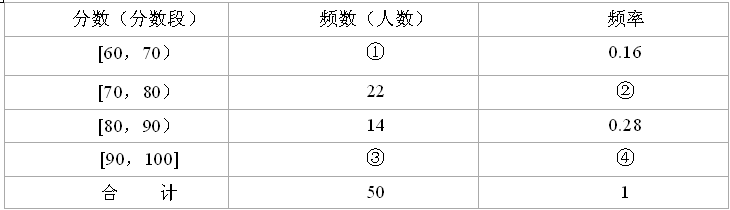 分数（分数段） 频数（人数） 频率
[60，70） ① 0.16
[70，80） 22 ②
[80，90） 14 0.28
[90，100] ③ ④
合 计 50 1